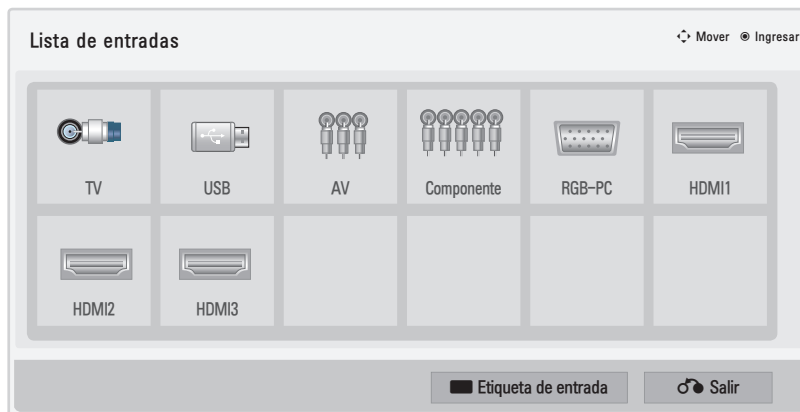 Lista de entradas
Mover Ingresar
TV USB AV Componente RGB-PC HDMI1
HDMI2 HDMI3
Etiqueta de entrada Salir